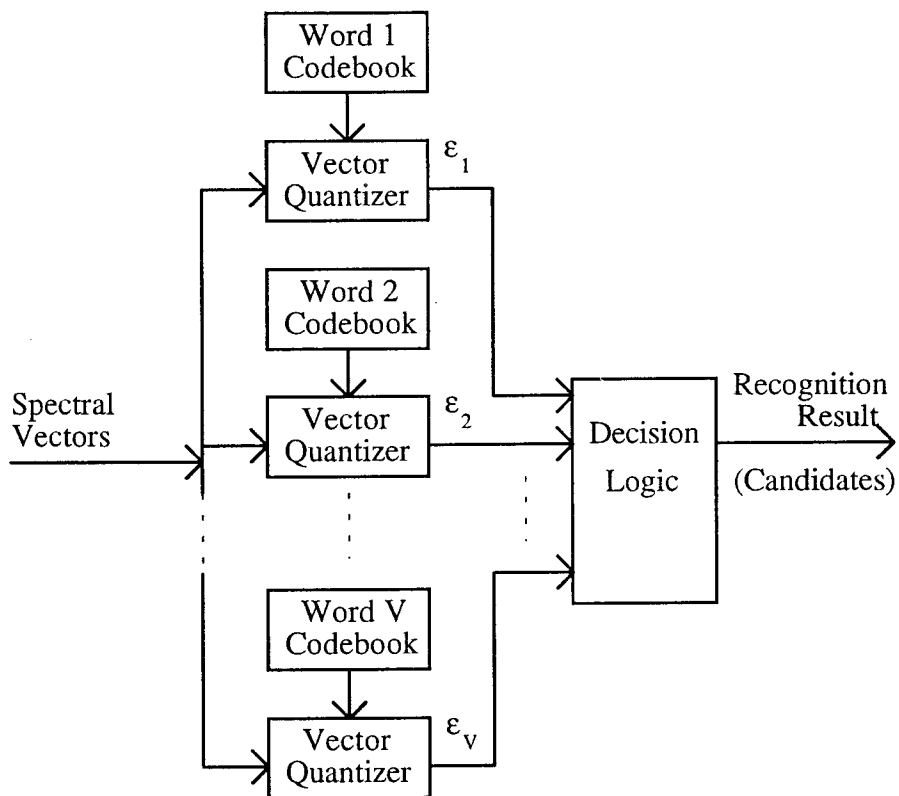 Word 1
Codebook
Vector
Quantizer
ε₁
Word 2
Codebook
Vector
Quantizer
ε₂
Spectral
Vectors
Decision
Logic
Recognition
Result
(Candidates)
Word V
Codebook
Vector
Quantizer
ε_V